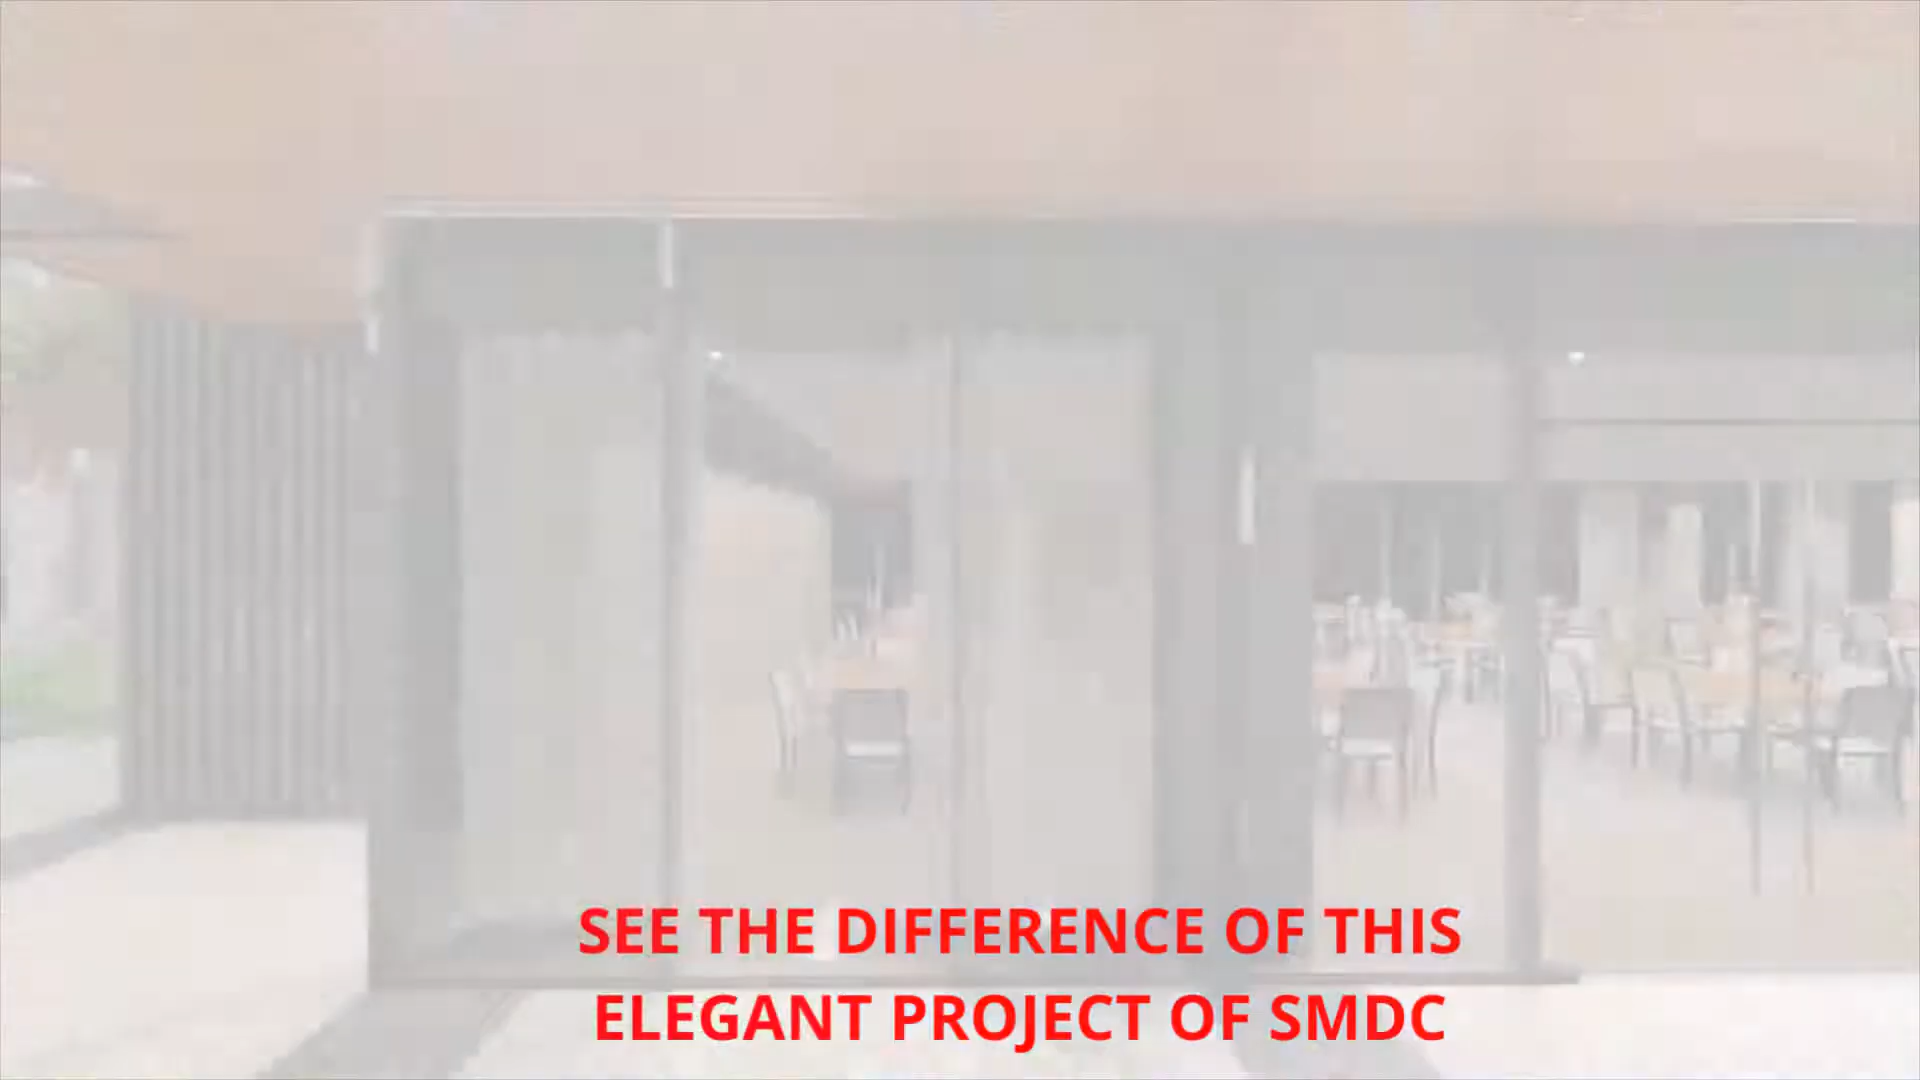 SEE THE DIFFERENCE OF THIS
ELEGANT PROJECT OF SMDC